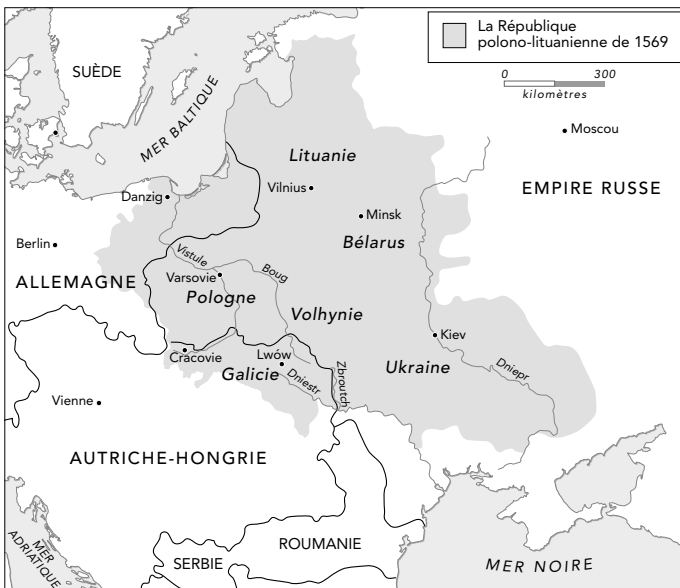 La République
polono-lituanienne de 1569
0 300
kilomètres
SUÈDE
MER BALTIQUE
Moscou
Lituanie
Vilnius
EMPIRE RUSSE
Danzig
Minsk
Bélarus
Berlin
Vistule
Boug
ALLEMAGNE
Varsovie
Pologne
Volhynie
Kiev
Cracovie
Lwów
Zbroutch
Ukraine
Dniepr
Galicie
Dniestr
Vienne
AUTRICHE-HONGRIE
MER
ADRIATIQUE
ROUMANIE
SERBIE
MER NOIRE